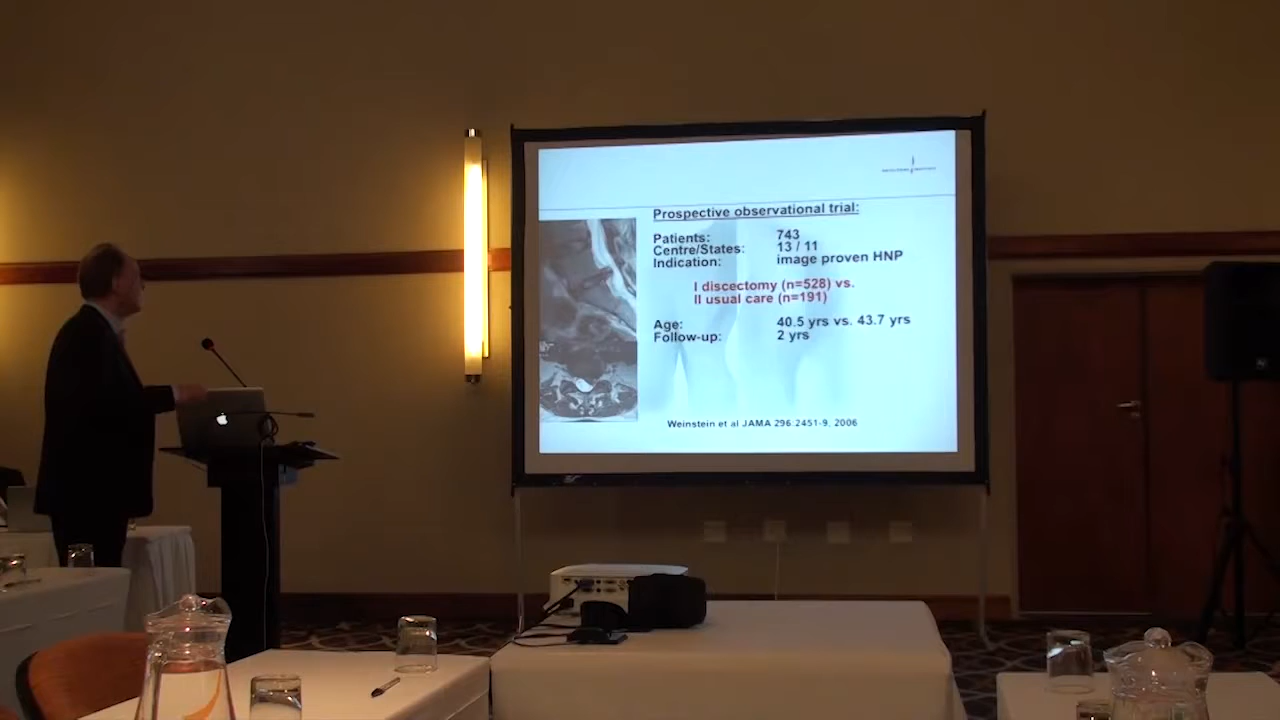 Prospective observational trial:
Patients: 743
Centre/States: 13 / 11
Indication: image proven HNP
I discectomy (n=528) vs.
II usual care (n=191)
Age: 40.5 yrs vs. 43.7 yrs
Follow-up: 2 yrs
Weinstein et al JAMA 296:2451-9, 2006